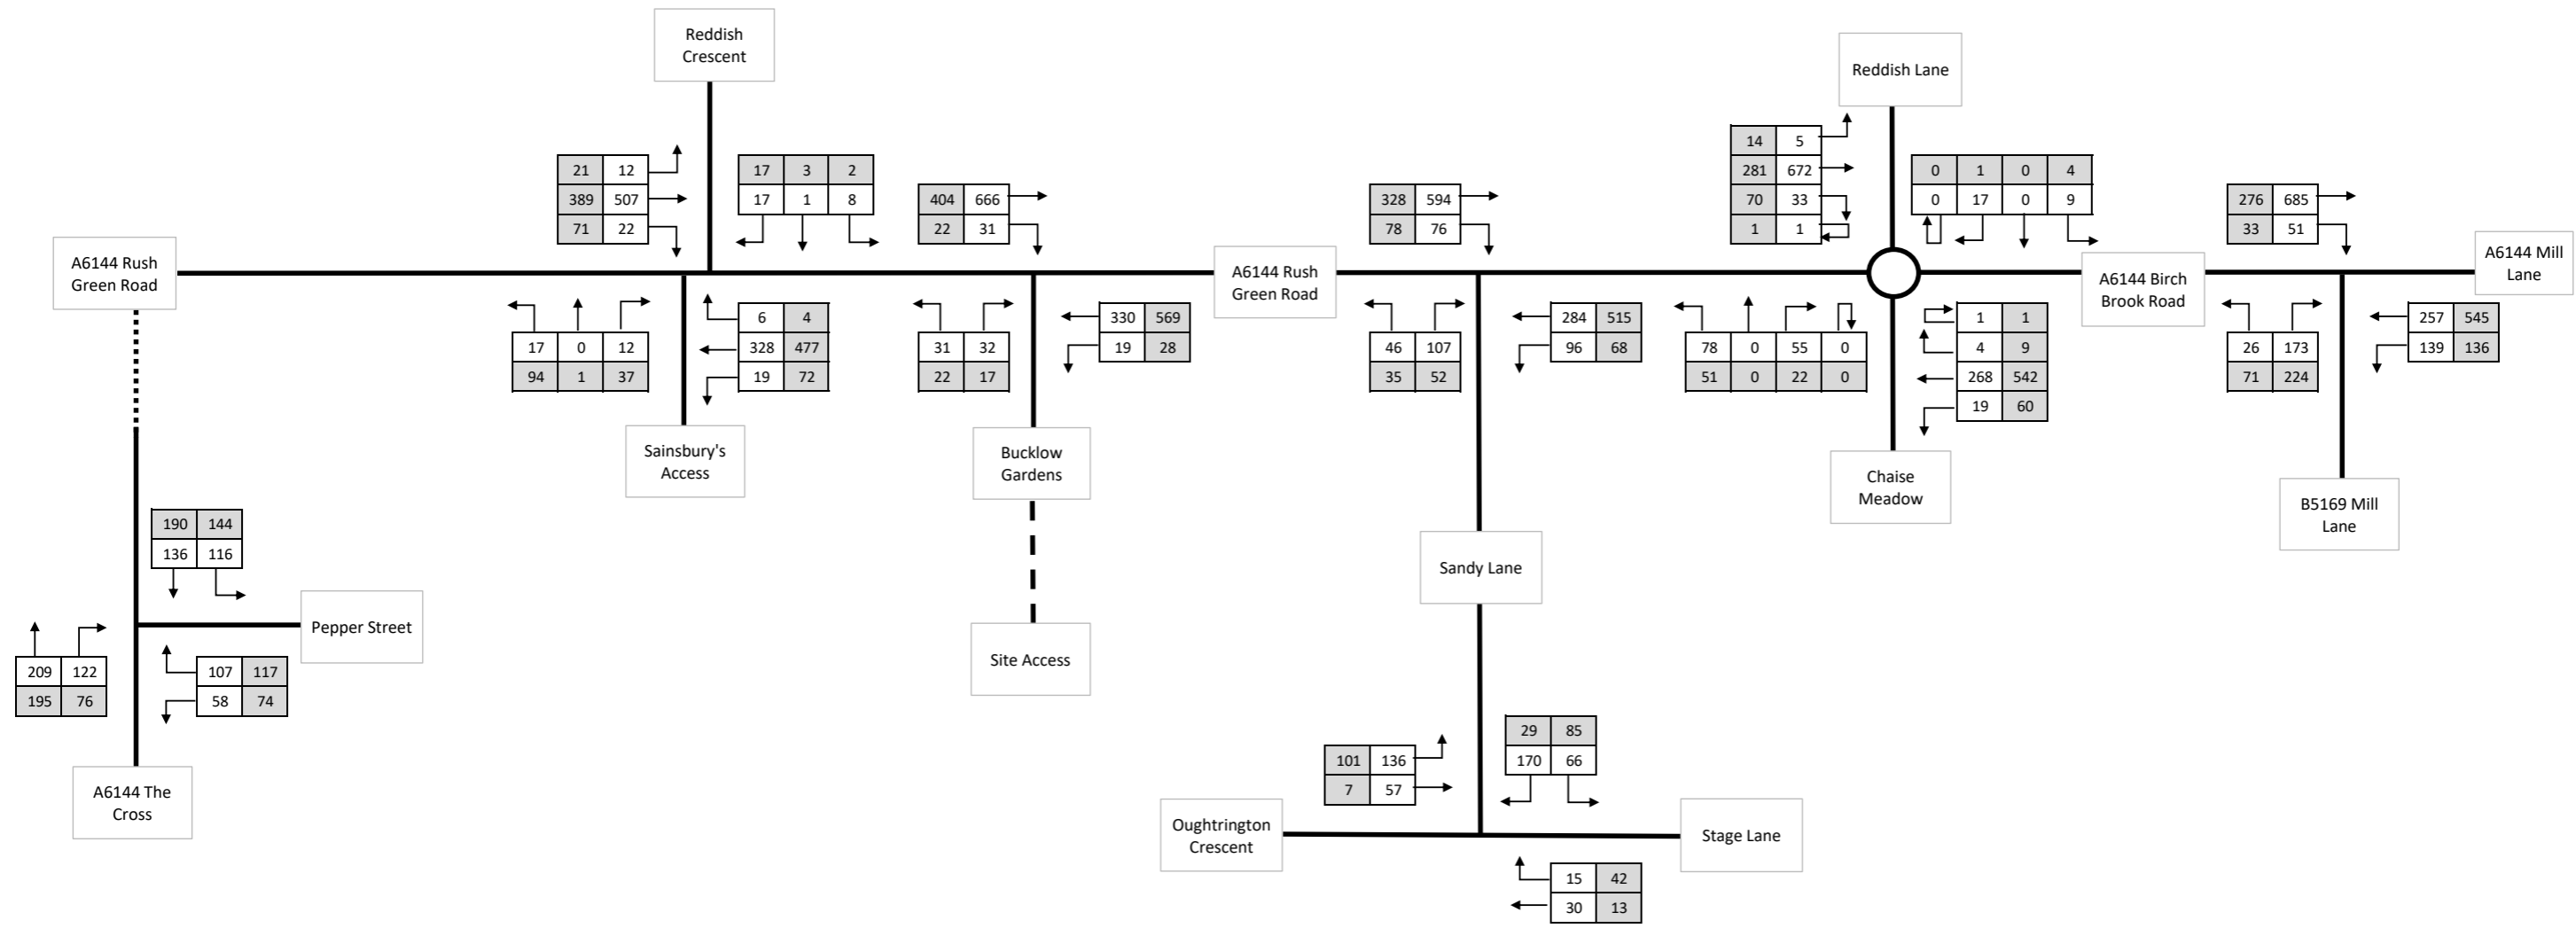 Reddish
Crescent
Reddish Lane
14 5
281 672
70 33
1 1
21 12
389 507
71 22
17 3 2
17 1 8
404 666
22 31
328 594
78 76
0 1 0 4
0 17 0 9
276 685
33 51
A6144 Rush
Green Road
A6144 Rush
Green Road
A6144 Birch
Brook Road
A6144 Mill
Lane
17 0 12
94 1 37
6 4
328 477
19 72
31 32
22 17
330 569
19 28
46 107
35 52
284 515
96 68
78 0 55 0
51 0 22 0
1 1
4 9
268 542
19 60
26 173
71 224
257 545
139 136
Sainsbury's
Access
Bucklow
Gardens
Chaise
Meadow
B5169 Mill
Lane
190 144
136 116
Sandy Lane
Pepper Street
Site Access
209 122
195 76
107 117
58 74
A6144 The
Cross
101 136
7 57
29 85
170 66
Oughtrington
Crescent
Stage Lane
15 42
30 13